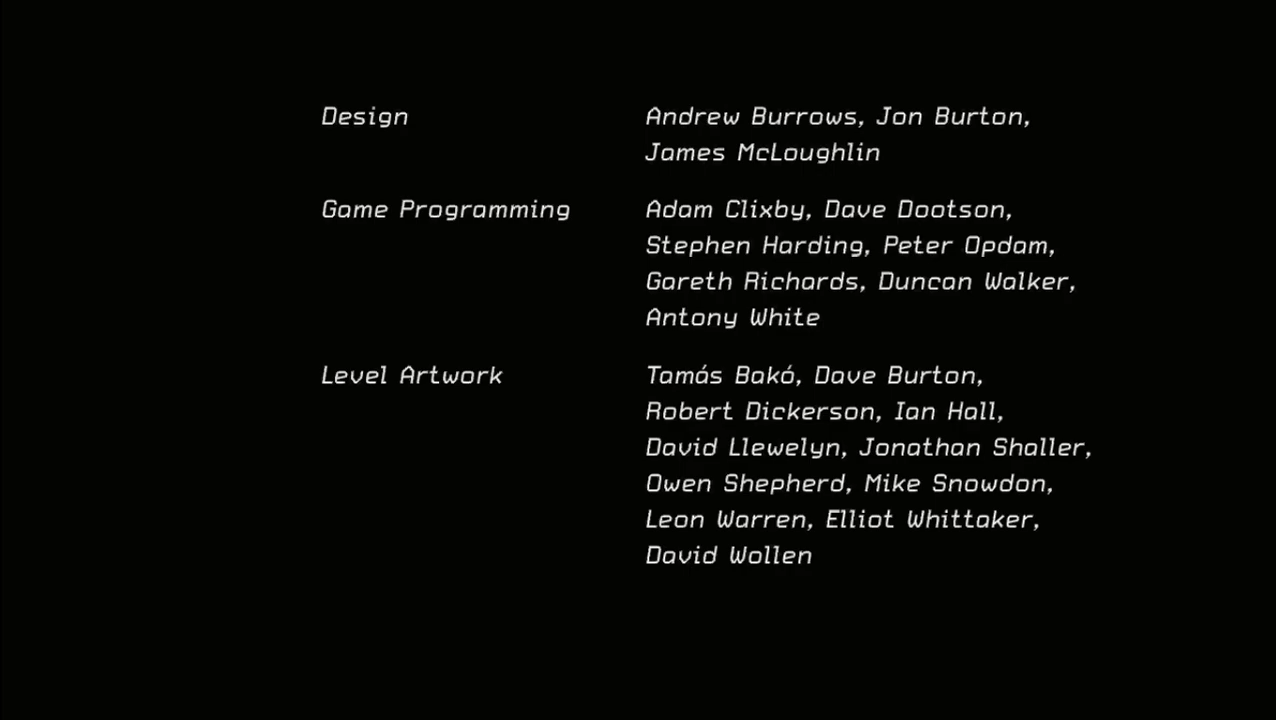 Design Andrew Burrows, Jon Burton,
James McLoughlin
Game Programming Adam Clixby, Dave Dootson,
Stephen Harding, Peter Opdam,
Gareth Richards, Duncan Walker,
Antony White
Level Artwork Tamás Bakó, Dave Burton,
Robert Dickerson, Ian Hall,
David Llewelyn, Jonathan Shaller,
Owen Shepherd, Mike Snowdon,
Leon Warren, Elliot Whittaker,
David Wollen